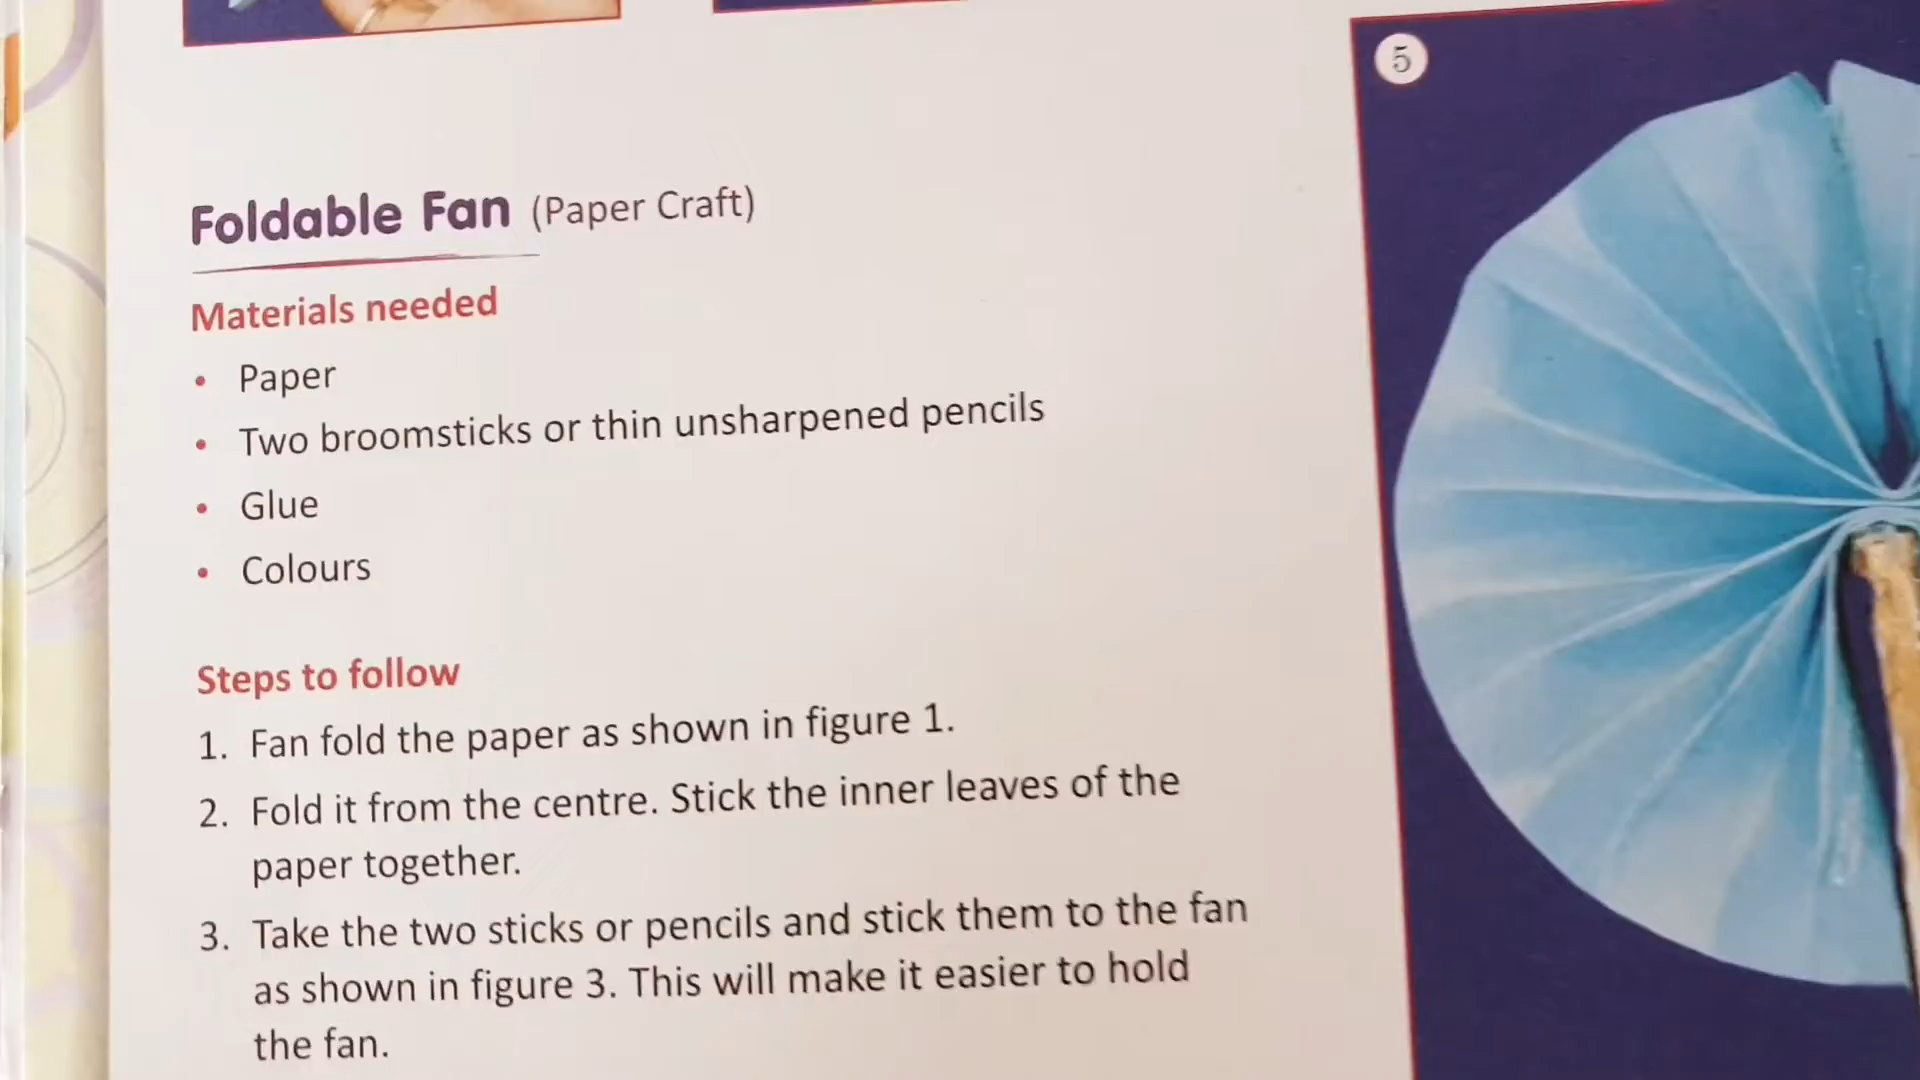 5
Foldable Fan (Paper Craft)
Materials needed
• Paper
• Two broomsticks or thin unsharpened pencils
• Glue
• Colours
Steps to follow
1. Fan fold the paper as shown in figure 1.
2. Fold it from the centre. Stick the inner leaves of the
paper together.
3. Take the two sticks or pencils and stick them to the fan
as shown in figure 3. This will make it easier to hold
the fan.